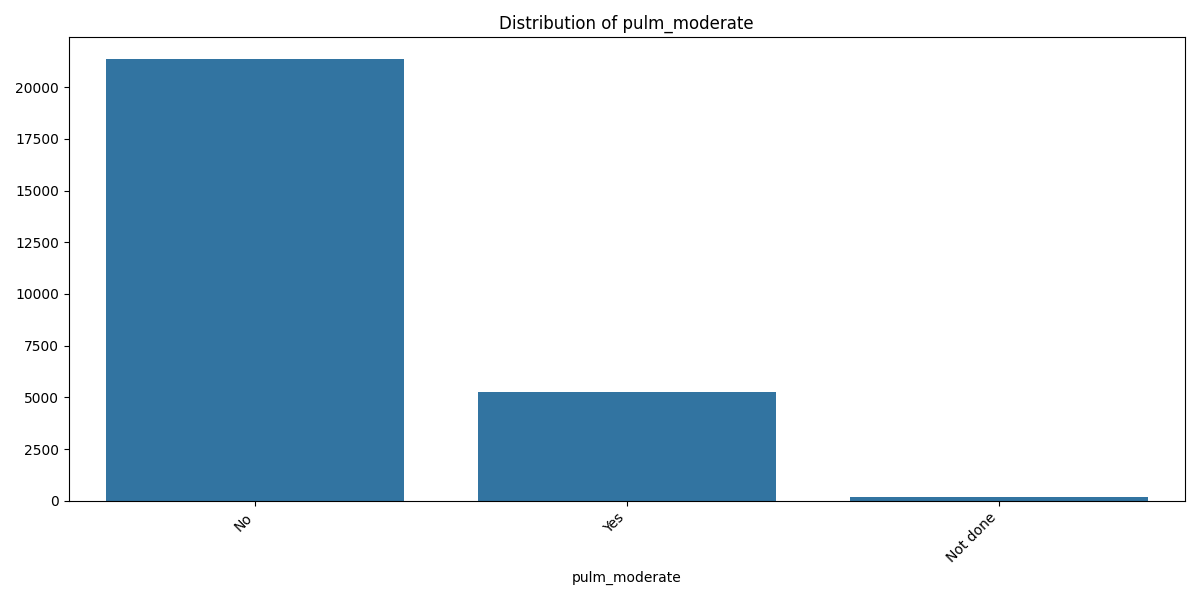 Distribution of pulm_moderate
20000
17500
15000
12500
10000
7500
5000
2500
0
No
Yes
Not done
pulm_moderate